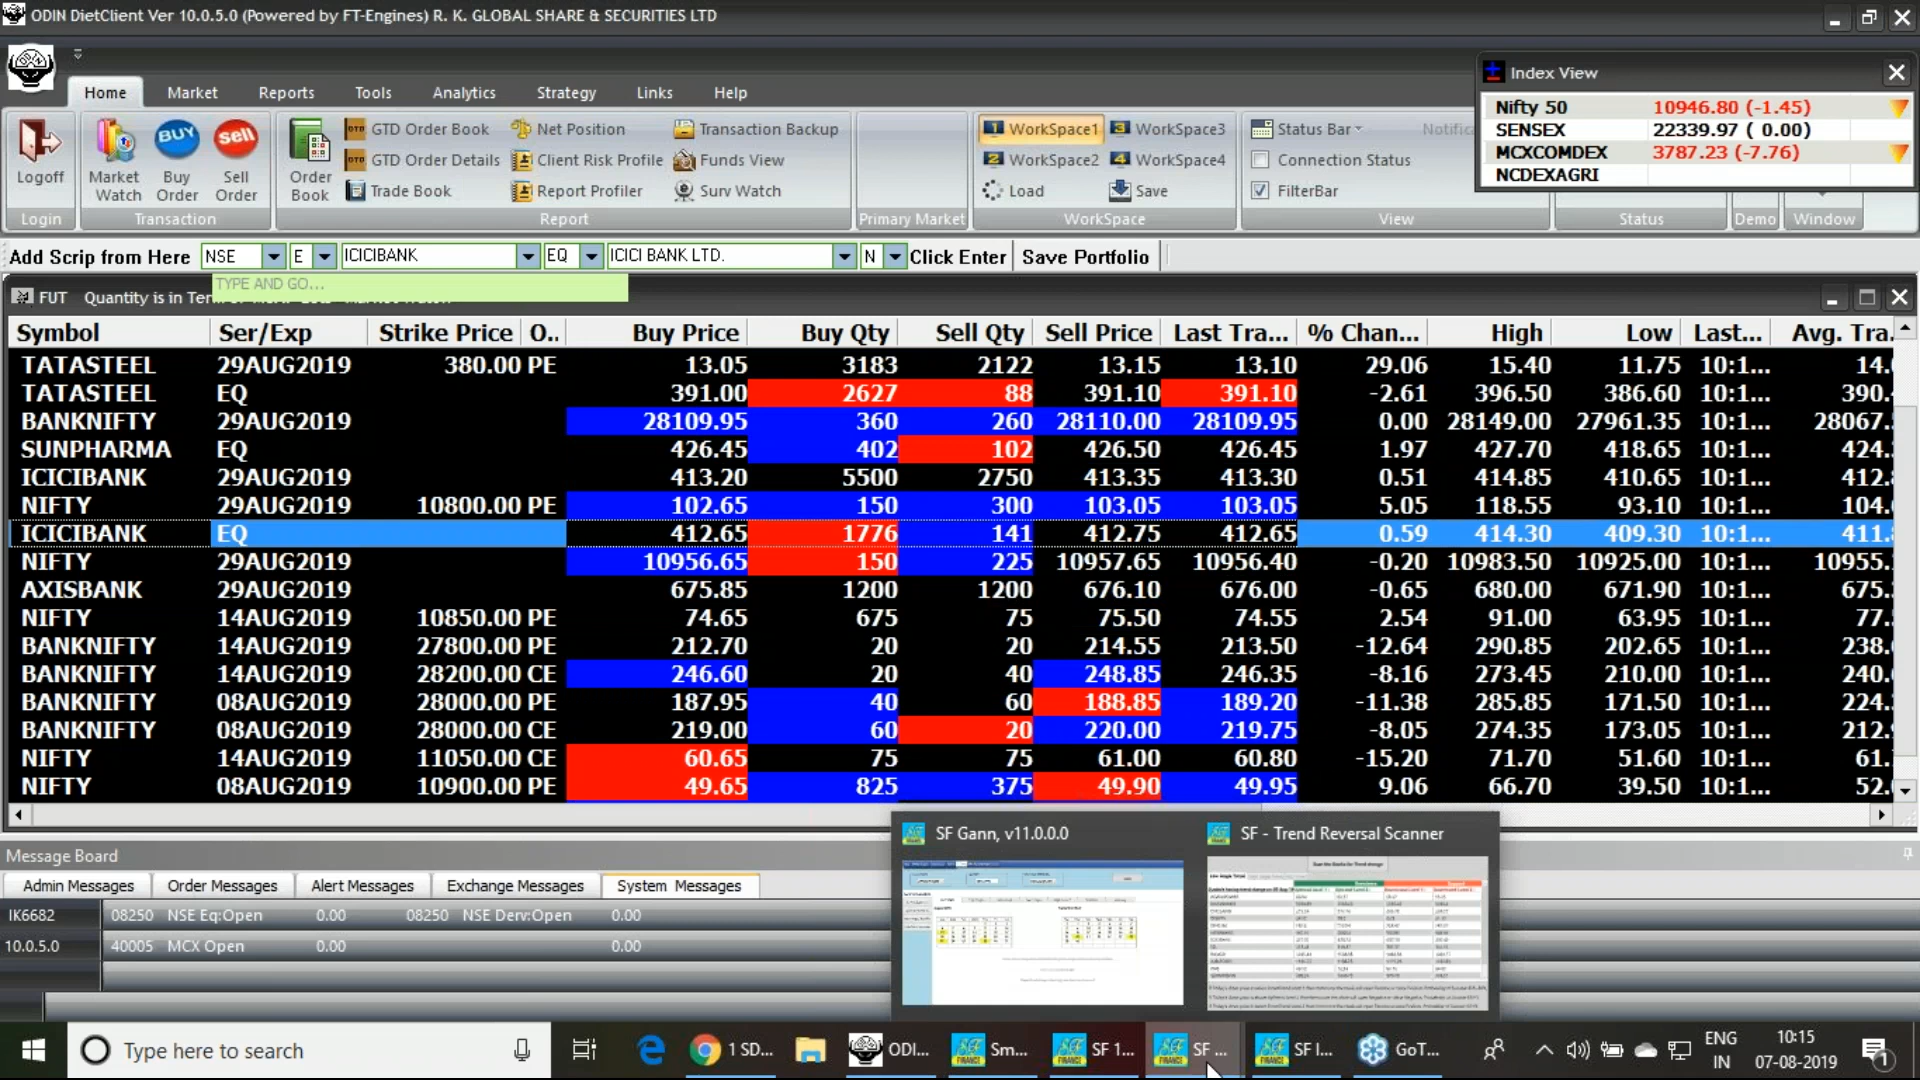 ODIN DietClient Ver 10.0.5.0 (Powered by FT-Engines) R. K. GLOBAL SHARE & SECURITIES LTD
Home Market Reports Tools Analytics Strategy Links Help
Index View
Nifty 50 10946.80 (-1.45)
SENSEX 22339.97 ( 0.00)
MCXCOMDEX 3787.23 (-7.76)
NCDEXAGRI
Logoff
Login
Market Watch
Buy Order
Sell Order
Transaction
Order Book
GTD Order Book
GTD Order Details
Trade Book
Net Position
Client Risk Profile
Report Profiler
Transaction Backup
Funds View
Surv Watch
Report
Primary Market
WorkSpace1 WorkSpace3
WorkSpace2 WorkSpace4
Load Save
WorkSpace
Status Bar
Connection Status
FilterBar
View
Status
Demo
Window
Add Scrip from Here NSE E ICICIBANK EQ ICICI BANK LTD. N Click Enter Save Portfolio
TYPE AND GO...
FUT Quantity is in
Symbol Ser/Exp Strike Price O.. Buy Price Buy Qty Sell Qty Sell Price Last Tra... % Chan... High Low Last... Avg. Tra.
TATASTEEL 29AUG2019 380.00 PE 13.05 3183 2122 13.15 13.10 29.06 15.40 11.75 10:1... 14.
TATASTEEL EQ 391.00 2627 88 391.10 391.10 -2.61 396.50 386.60 10:1... 390.
BANKNIFTY 29AUG2019 28109.95 360 260 28110.00 28109.95 0.00 28149.00 27961.35 10:1... 28067.
SUNPHARMA EQ 426.45 402 102 426.50 426.45 1.97 427.70 418.65 10:1... 424.
ICICIBANK 29AUG2019 413.20 5500 2750 413.35 413.30 0.51 414.85 410.65 10:1... 412.
NIFTY 29AUG2019 10800.00 PE 102.65 150 300 103.05 103.05 5.05 118.55 93.10 10:1... 104.
ICICIBANK EQ 412.65 1776 141 412.75 412.65 0.59 414.30 409.30 10:1... 411.
NIFTY 29AUG2019 10956.65 150 225 10957.65 10956.40 -0.20 10983.50 10925.00 10:1... 10955.
AXISBANK 29AUG2019 675.85 1200 1200 676.10 676.00 -0.65 680.00 671.90 10:1... 675.
NIFTY 14AUG2019 10850.00 PE 74.65 675 75 75.50 74.55 2.54 91.00 63.95 10:1... 77.
BANKNIFTY 14AUG2019 27800.00 PE 212.70 20 20 214.55 213.50 -12.64 290.85 202.65 10:1... 238.
BANKNIFTY 14AUG2019 28200.00 CE 246.60 20 40 248.85 246.35 -8.16 273.45 210.00 10:1... 240.
BANKNIFTY 08AUG2019 28000.00 PE 187.95 40 60 188.85 189.20 -11.38 285.85 171.50 10:1... 224.
BANKNIFTY 08AUG2019 28000.00 CE 219.00 60 20 220.00 219.75 -8.05 274.35 173.05 10:1... 212.
NIFTY 14AUG2019 11050.00 CE 60.65 75 75 61.00 60.80 -15.20 71.70 51.60 10:1... 61.
NIFTY 08AUG2019 10900.00 PE 49.65 825 375 49.90 49.95 9.06 66.70 39.50 10:1... 52.
SF Gann, v11.0.0.0
SF - Trend Reversal Scanner
Message Board
Admin Messages Order Messages Alert Messages Exchange Messages System Messages
IK6682 08250 NSE Eq:Open 0.00 08250 NSE Derv:Open 0.00
10.0.5.0 40005 MCX Open 0.00 0.00
Type here to search
1 SD... ODI... Sm... SF 1... SF ... SF I... GoT...
ENG
IN
10:15
07-08-2019
1